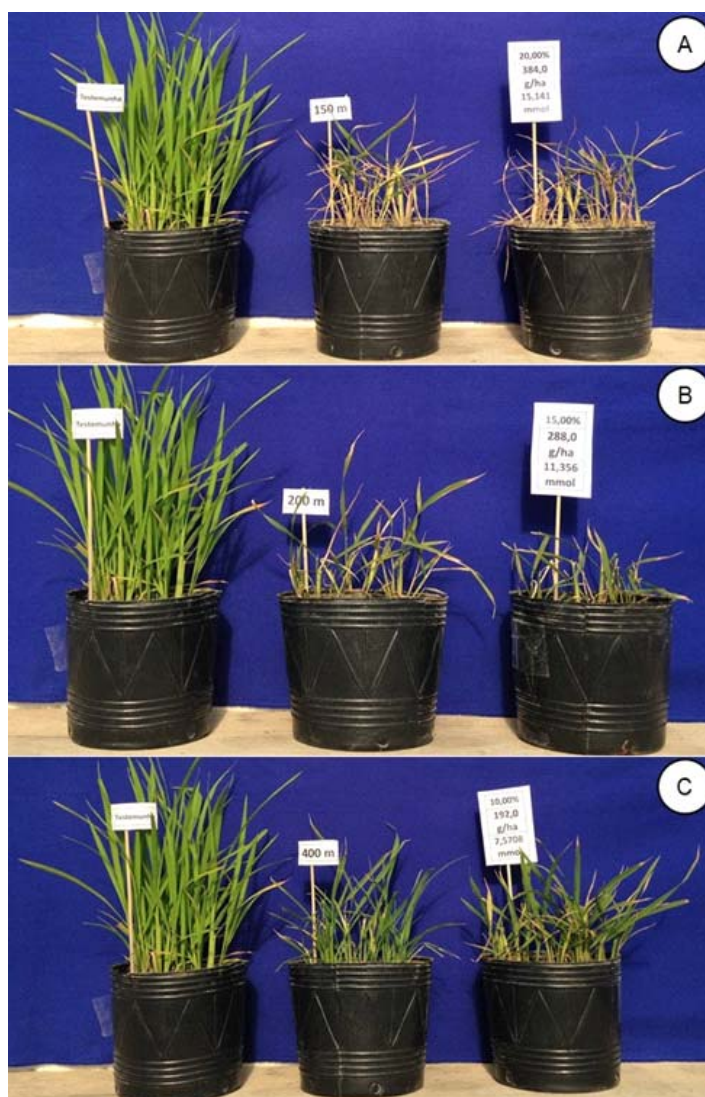 A
Testemunha
150 m
20,00%
384,0
g/ha
15,141
mmol
B
Testemunha
200 m
15,00%
288,0
g/ha
11,356
mmol
C
Testemunha
400 m
10,00%
192,0
g/ha
7,5708
mmol